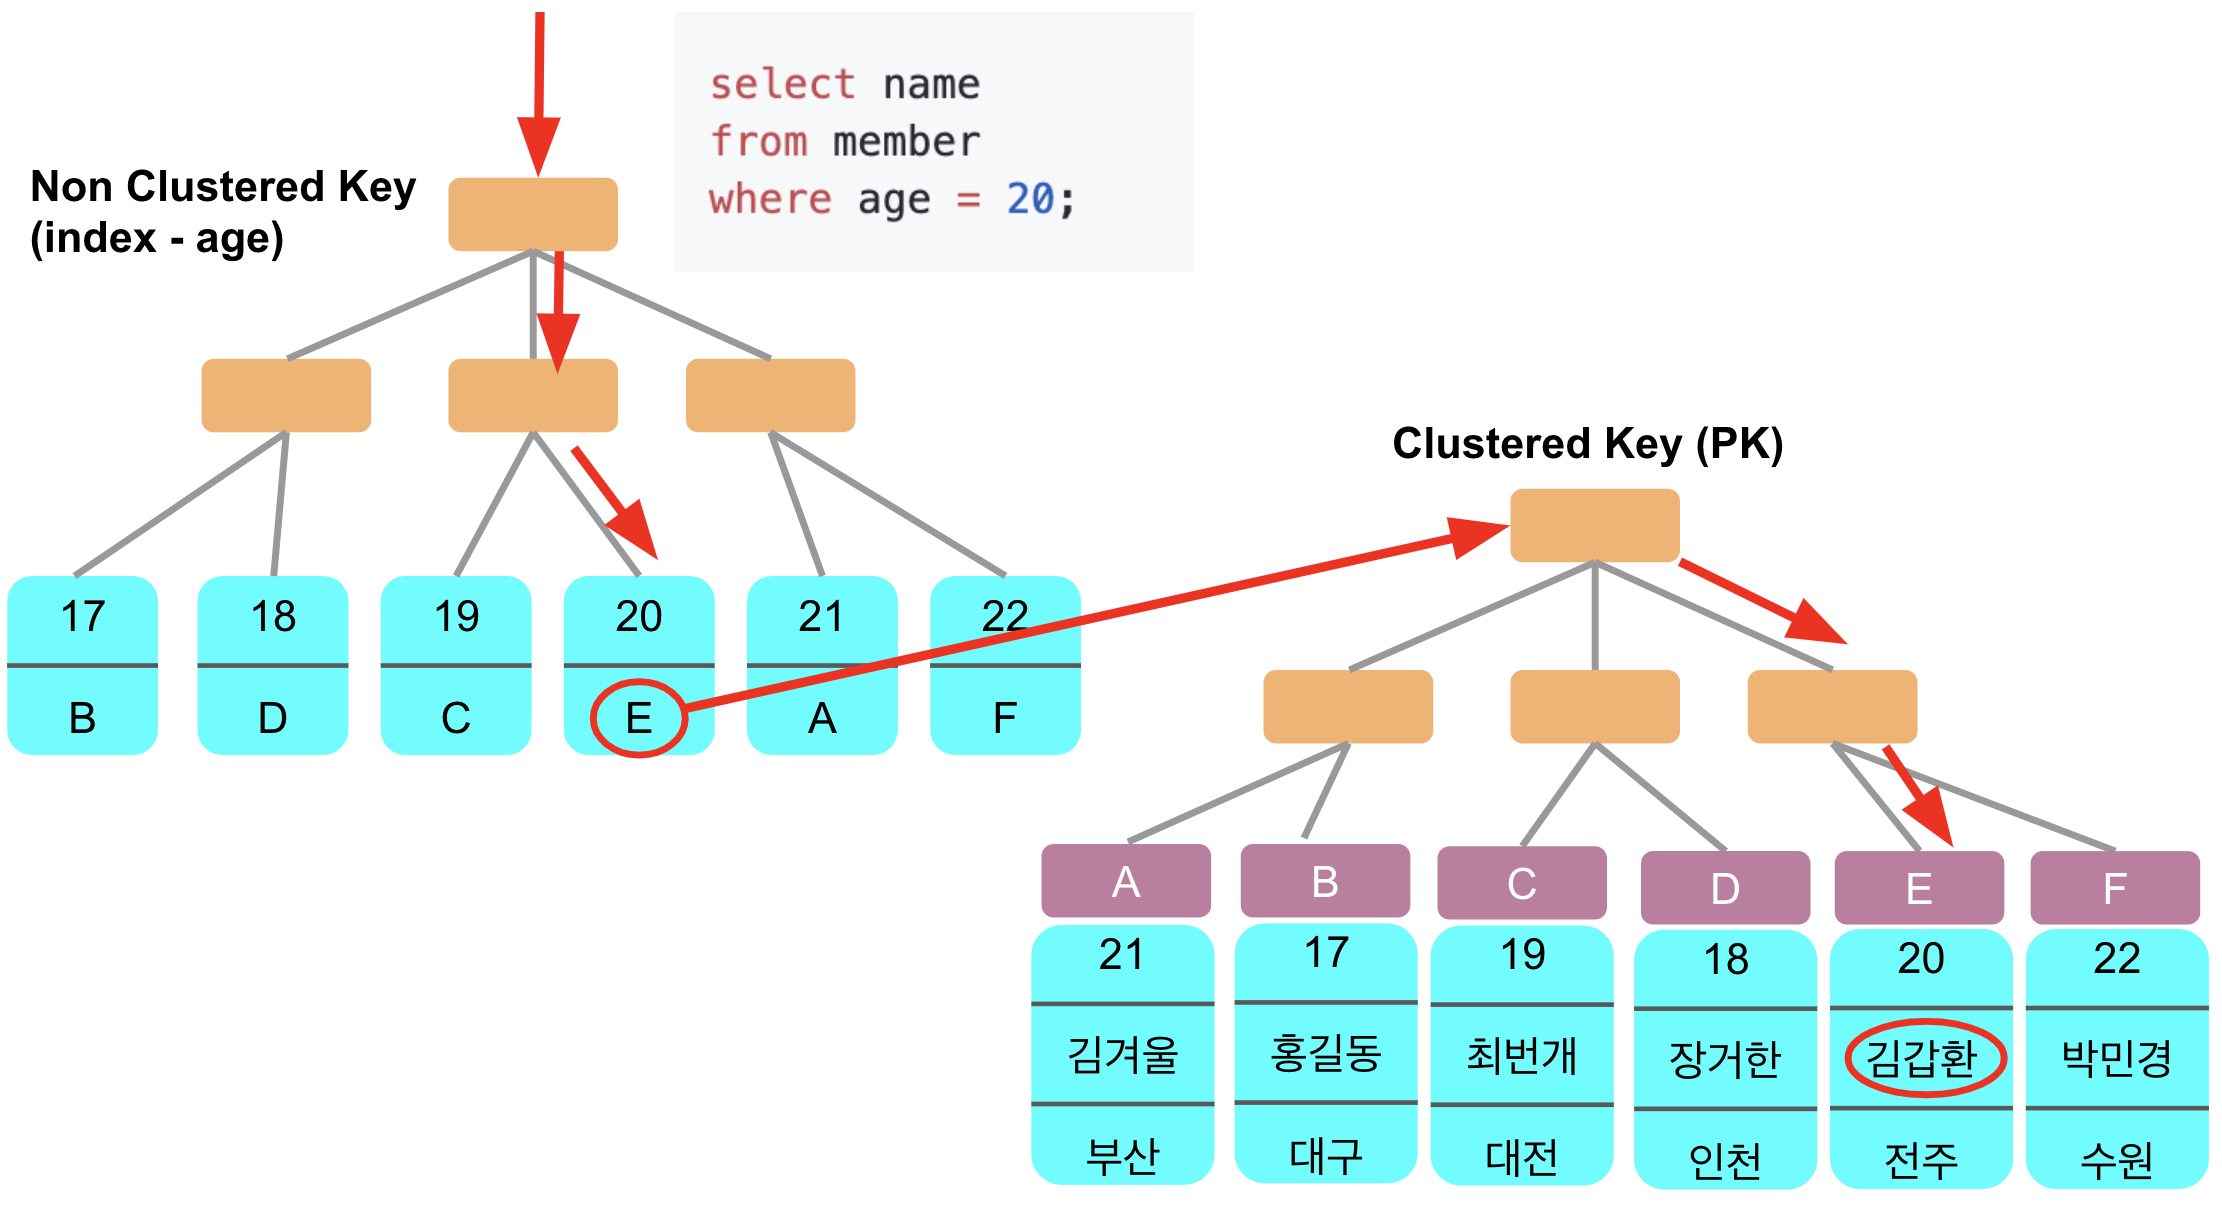 select name
from member
where age = 20;
Non Clustered Key
(index - age)
17 18 19 20 21 22
B D C E A F
Clustered Key (PK)
A B C D E F
21 17 19 18 20 22
김겨울 홍길동 최번개 장거한 김갑환 박민경
부산 대구 대전 인천 전주 수원